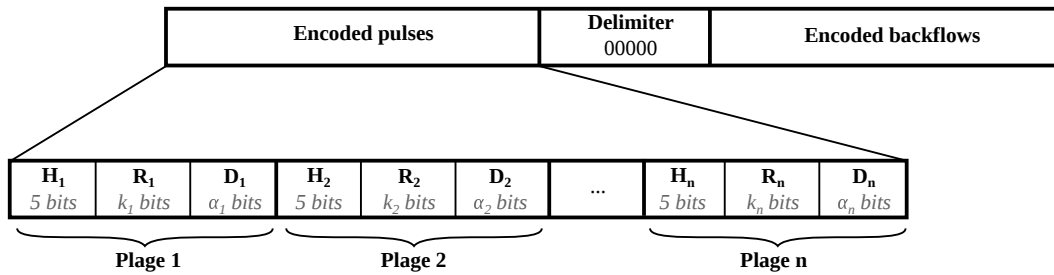 Encoded pulses
Delimiter
00000
Encoded backflows
H₁ R₁ D₁ H₂ R₂ D₂ ... Hₙ Rₙ Dₙ
5 bits k₁ bits α₁ bits 5 bits k₂ bits α₂ bits 5 bits kₙ bits αₙ bits
Plage 1 Plage 2 Plage n